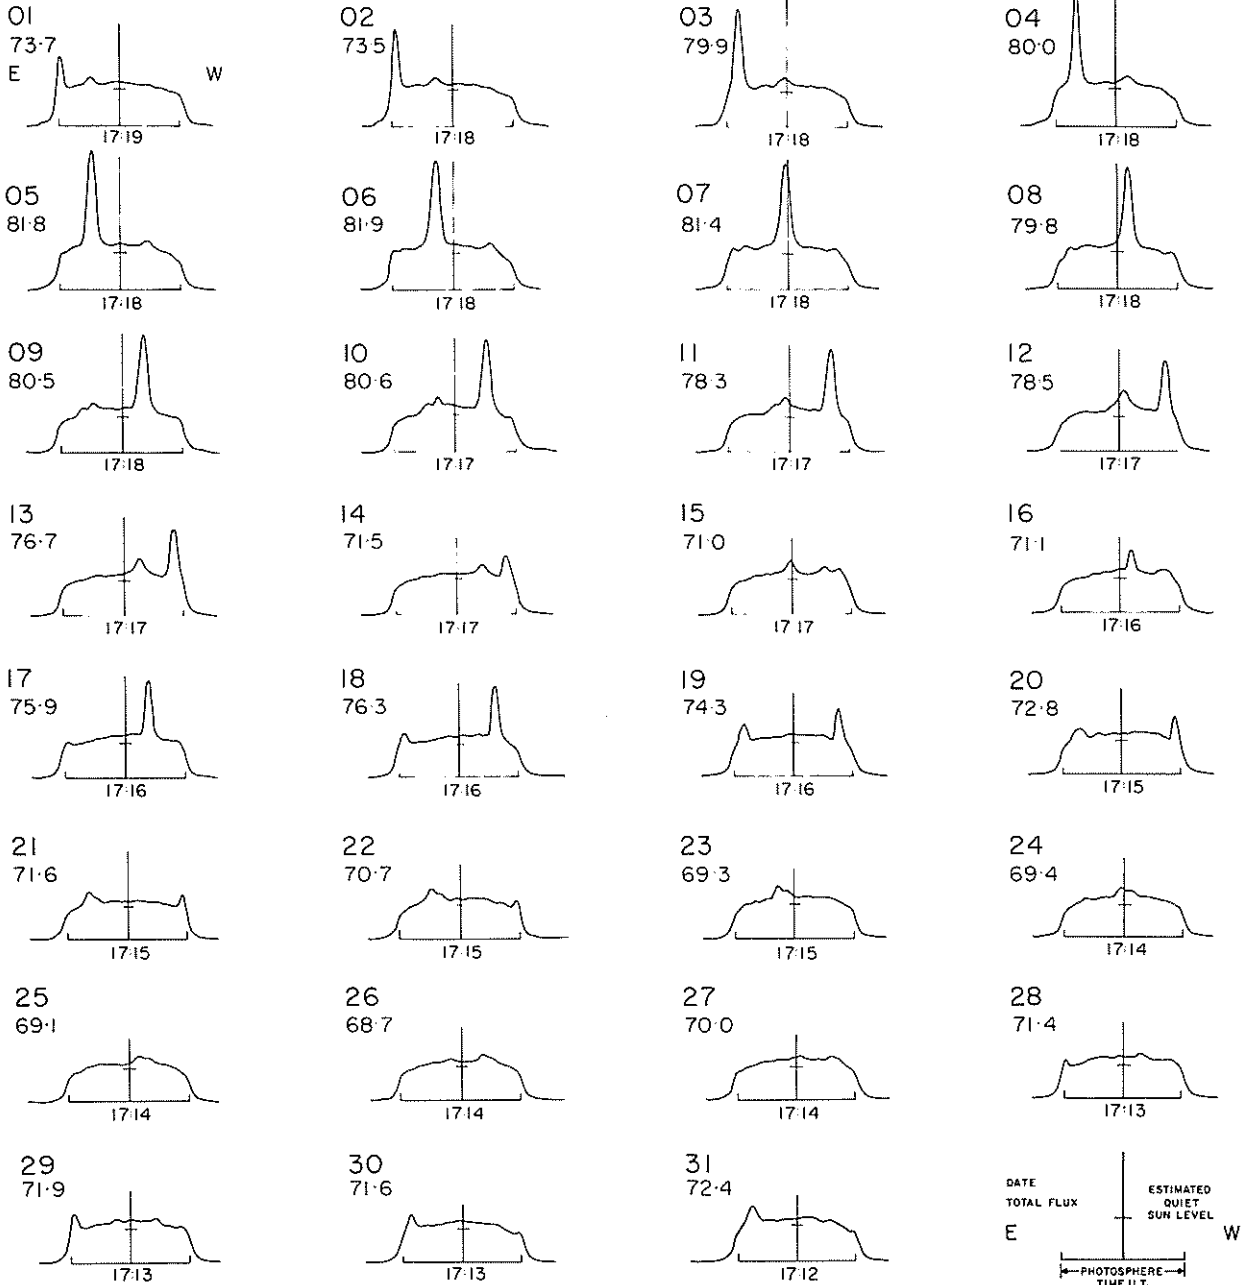 01 02 03 04
73·7 73·5 79·9 80·0
E W
17:19 17:18 17:18 17:18
05 06 07 08
81·8 81·9 81·4 79·8
17:18 17:18 17:18 17:18
09 10 11 12
80·5 80·6 78·3 78·5
17:18 17:17 17:17 17:17
13 14 15 16
76·7 71·5 71·0 71·1
17:17 17:17 17:17 17:16
17 18 19 20
75·9 76·3 74·3 72·8
17:16 17:16 17:16 17:15
21 22 23 24
71·6 70·7 69·3 69·4
17:15 17:15 17:15 17:14
25 26 27 28
69·1 68·7 70·0 71·4
17:14 17:14 17:14 17:13
29 30 31
71·9 71·6 72·4
17:13 17:13 17:12
DATE
TOTAL FLUX
ESTIMATED
QUIET
SUN LEVEL
E W
PHOTOSPHERE
TIME U.T.